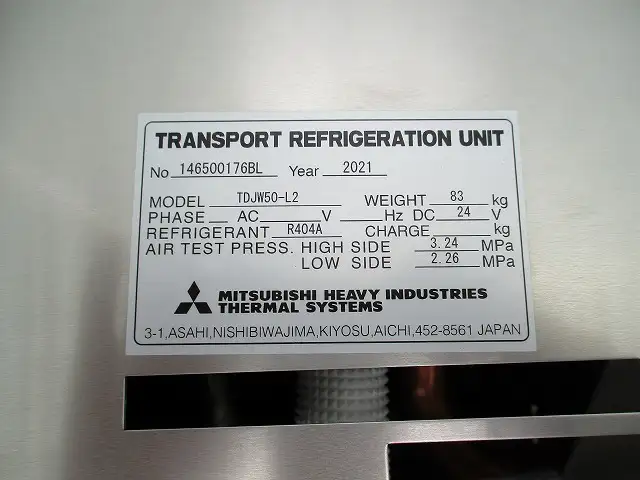 TRANSPORT REFRIGERATION UNIT
No 146500176BL Year 2021
MODEL TDJW50-L2 WEIGHT 83 kg
PHASE AC V Hz DC 24 V
REFRIGERANT R404A CHARGE kg
AIR TEST PRESS. HIGH SIDE 3.24 MPa
LOW SIDE 2.26 MPa
MITSUBISHI HEAVY INDUSTRIES
THERMAL SYSTEMS
3-1,ASAHI,NISHIBIWAJIMA,KIYOSU,AICHI,452-8561 JAPAN